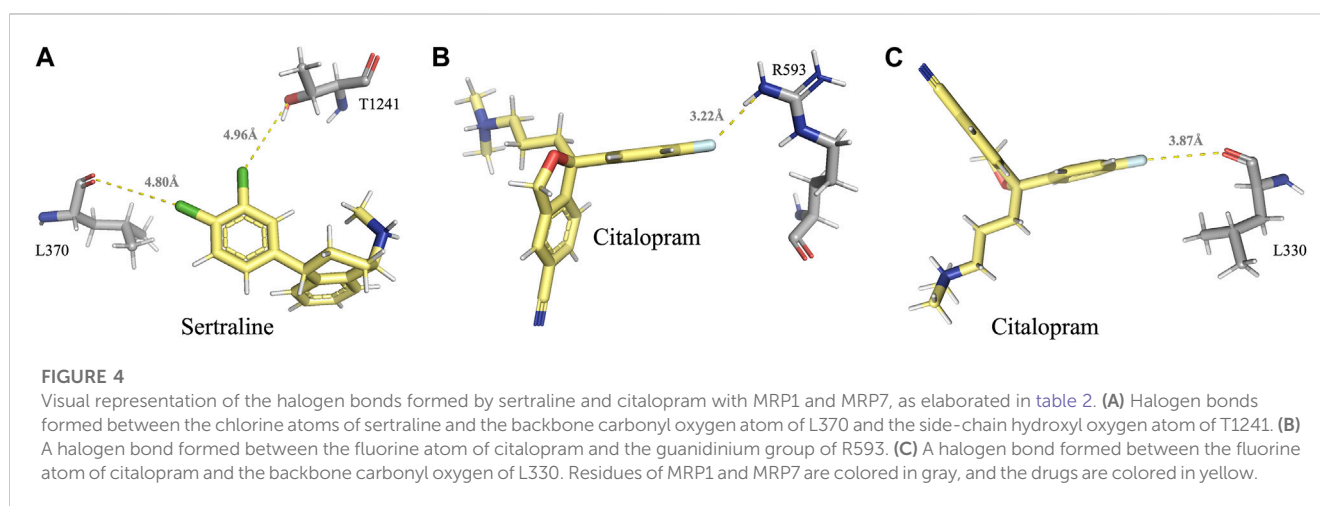 A
T1241
4.96Å
4.80Å
L370
Sertraline
B
R593
3.22Å
Citalopram
C
3.87Å
L330
Citalopram
FIGURE 4
Visual representation of the halogen bonds formed by sertraline and citalopram with MRP1 and MRP7, as elaborated in table 2. (A) Halogen bonds
formed between the chlorine atoms of sertraline and the backbone carbonyl oxygen atom of L370 and the side-chain hydroxyl oxygen atom of T1241. (B)
A halogen bond formed between the fluorine atom of citalopram and the guanidinium group of R593. (C) A halogen bond formed between the fluorine
atom of citalopram and the backbone carbonyl oxygen of L330. Residues of MRP1 and MRP7 are colored in gray, and the drugs are colored in yellow.